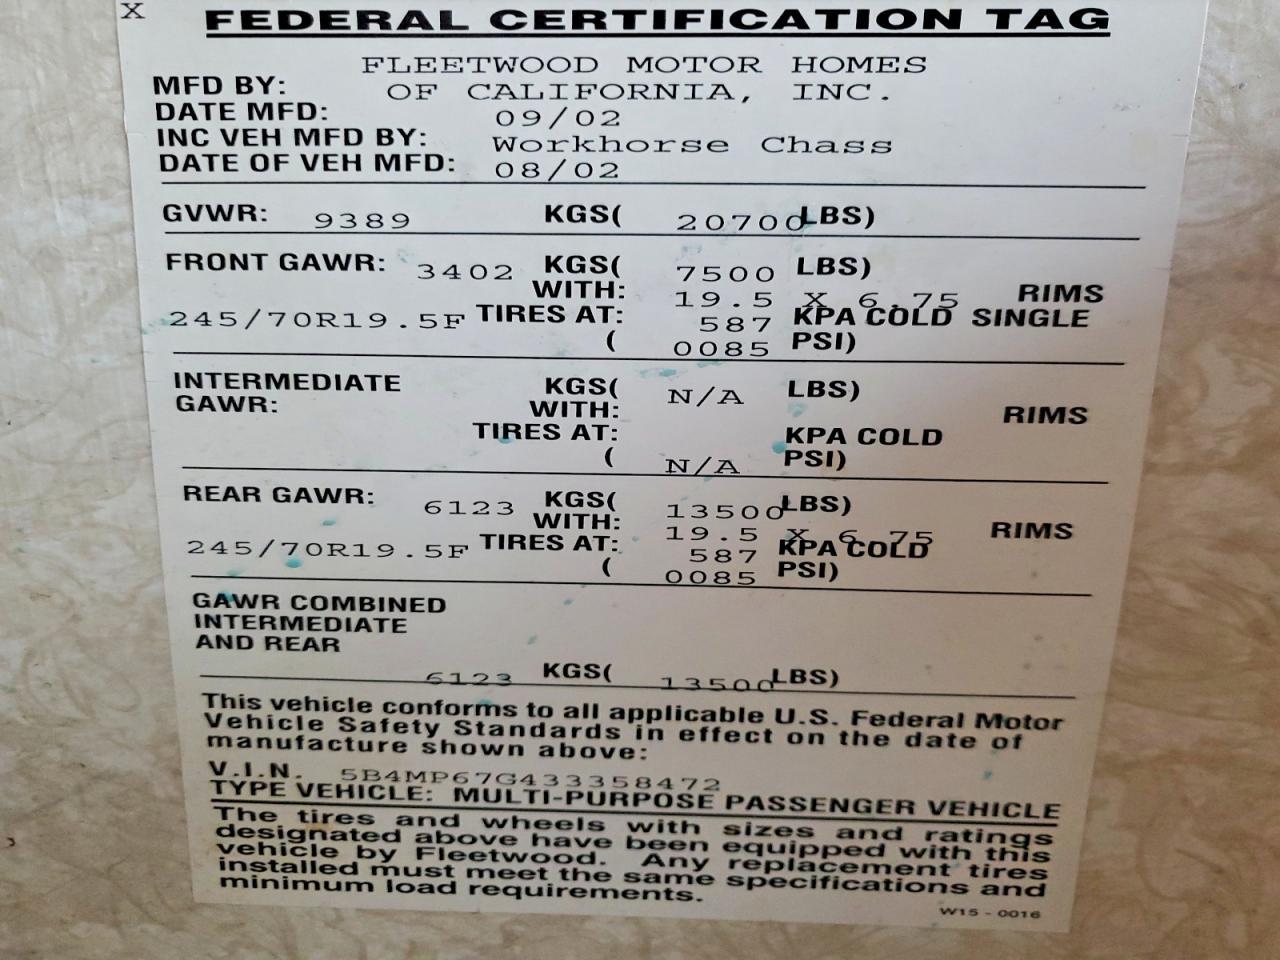 X
FEDERAL CERTIFICATION TAG
FLEETWOOD MOTOR HOMES
MFD BY: OF CALIFORNIA, INC.
DATE MFD: 09/02
INC VEH MFD BY: Workhorse Chass
DATE OF VEH MFD: 08/02
GVWR: 9389 KGS( 20700 LBS)
FRONT GAWR: 3402 KGS( 7500 LBS)
WITH: 19.5 X 6.75 RIMS
245/70R19.5F TIRES AT: 587 KPA COLD SINGLE
( 0085 PSI)
INTERMEDIATE KGS( N/A LBS)
GAWR: WITH: RIMS
TIRES AT: KPA COLD
( N/A PSI)
REAR GAWR: 6123 KGS( 13500 LBS)
WITH: 19.5 X 6.75 RIMS
245/70R19.5F TIRES AT: 587 KPA COLD
( 0085 PSI)
GAWR COMBINED
INTERMEDIATE
AND REAR
6123 KGS( 13500 LBS)
This vehicle conforms to all applicable U.S. Federal Motor
Vehicle Safety Standards in effect on the date of
manufacture shown above:
V.I.N. 5B4MP67G433358472
TYPE VEHICLE: MULTI-PURPOSE PASSENGER VEHICLE
The tires and wheels with sizes and ratings
designated above have been equipped with this
vehicle by Fleetwood. Any replacement tires
installed must meet the same specifications and
minimum load requirements.
W15 - 0016